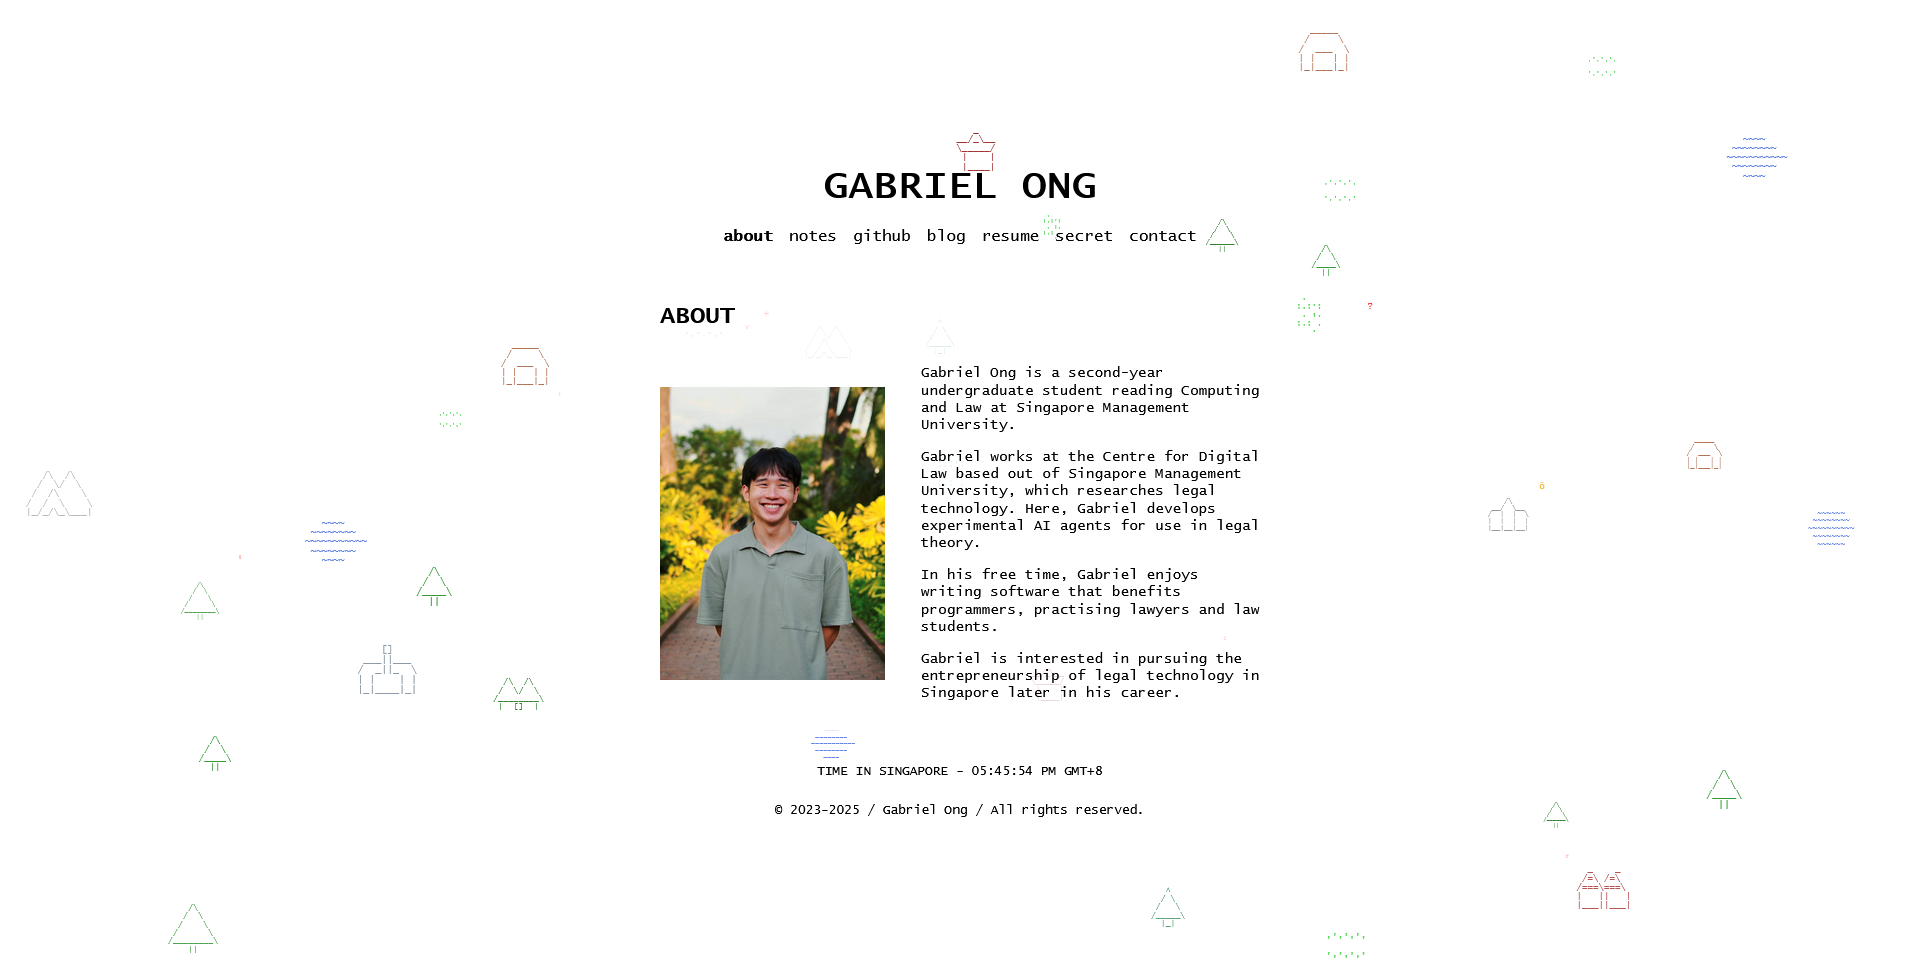 GABRIEL ONG
about notes github blog resume secret contact
ABOUT
Gabriel Ong is a second-year
undergraduate student reading Computing
and Law at Singapore Management
University.
Gabriel works at the Centre for Digital
Law based out of Singapore Management
University, which researches legal
technology. Here, Gabriel develops
experimental AI agents for use in legal
theory.
In his free time, Gabriel enjoys
writing software that benefits
programmers, practising lawyers and law
students.
Gabriel is interested in pursuing the
entrepreneurship of legal technology in
Singapore later in his career.
TIME IN SINGAPORE - 05:45:54 PM GMT+8
© 2023-2025 / Gabriel Ong / All rights reserved.